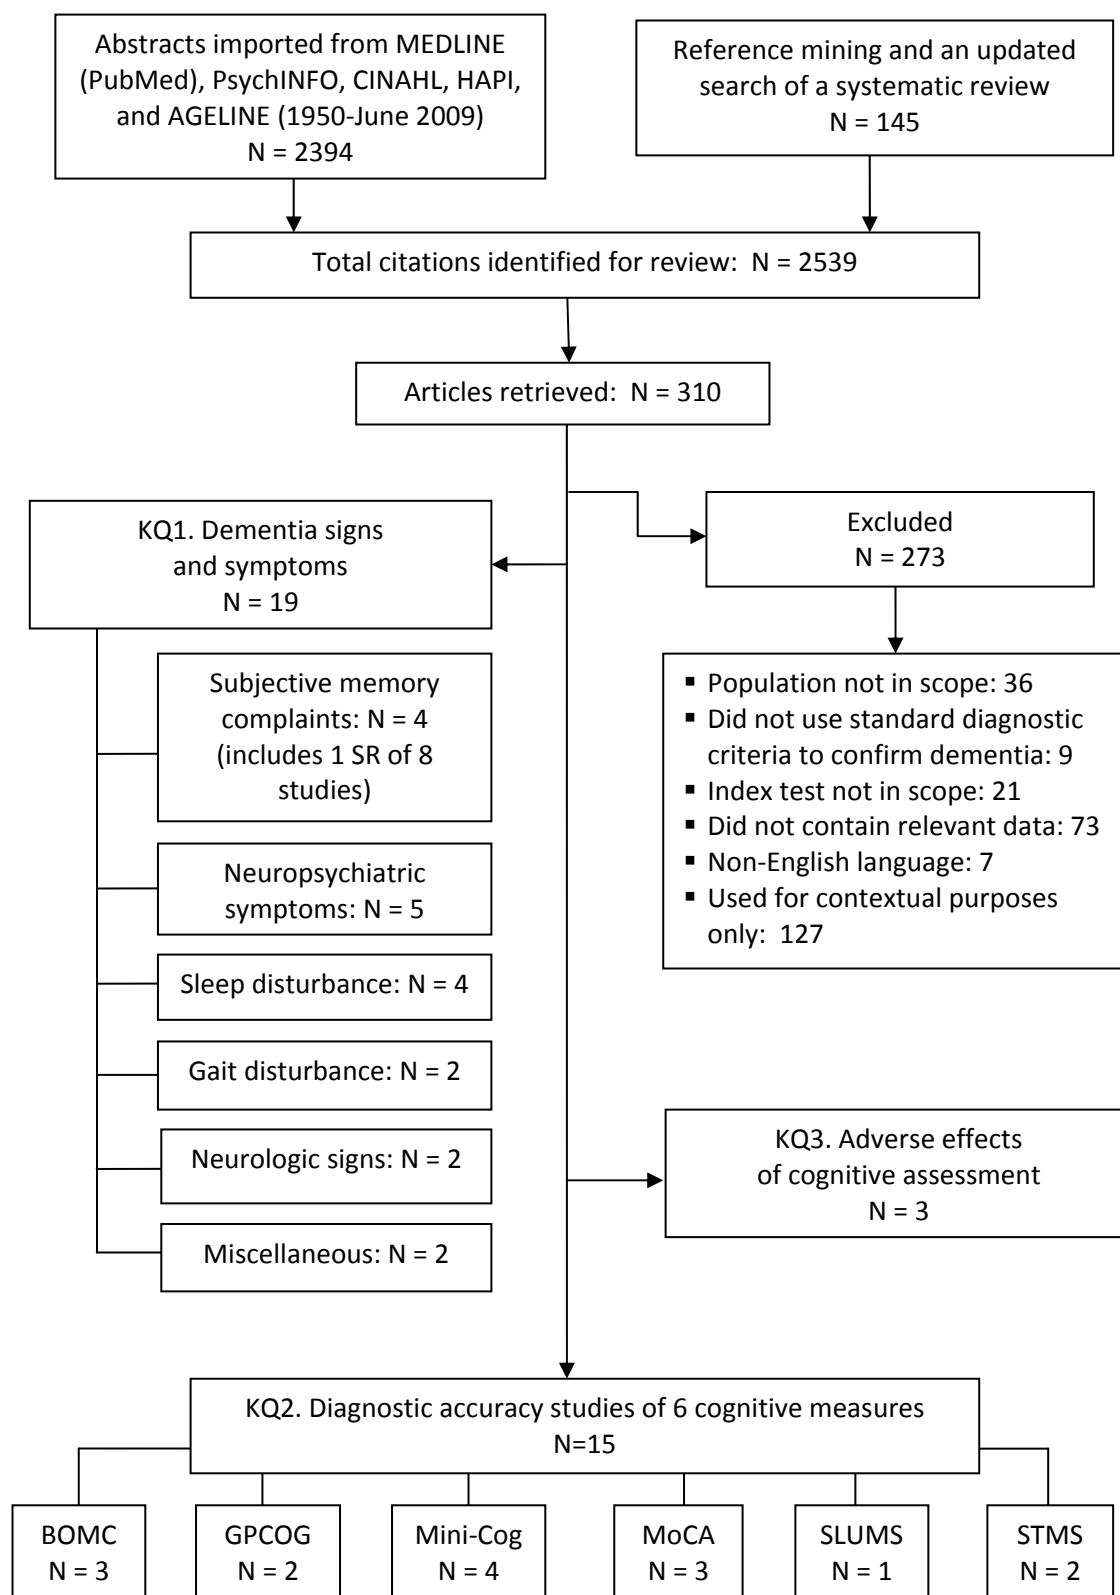 Abstracts imported from MEDLINE
(PubMed), PsychINFO, CINAHL, HAPI,
and AGELINE (1950-June 2009)
N = 2394
Reference mining and an updated
search of a systematic review
N = 145
Total citations identified for review: N = 2539
Articles retrieved: N = 310
KQ1. Dementia signs
and symptoms
N = 19
Excluded
N = 273
Subjective memory
complaints: N = 4
(includes 1 SR of 8
studies)
Neuropsychiatric
symptoms: N = 5
Sleep disturbance: N = 4
Gait disturbance: N = 2
Neurologic signs: N = 2
Miscellaneous: N = 2
▪ Population not in scope: 36
▪ Did not use standard diagnostic
criteria to confirm dementia: 9
▪ Index test not in scope: 21
▪ Did not contain relevant data: 73
▪ Non-English language: 7
▪ Used for contextual purposes
only: 127
KQ3. Adverse effects
of cognitive assessment
N = 3
KQ2. Diagnostic accuracy studies of 6 cognitive measures
N=15
BOMC
N = 3
GPCOG
N = 2
Mini-Cog
N = 4
MoCA
N = 3
SLUMS
N = 1
STMS
N = 2